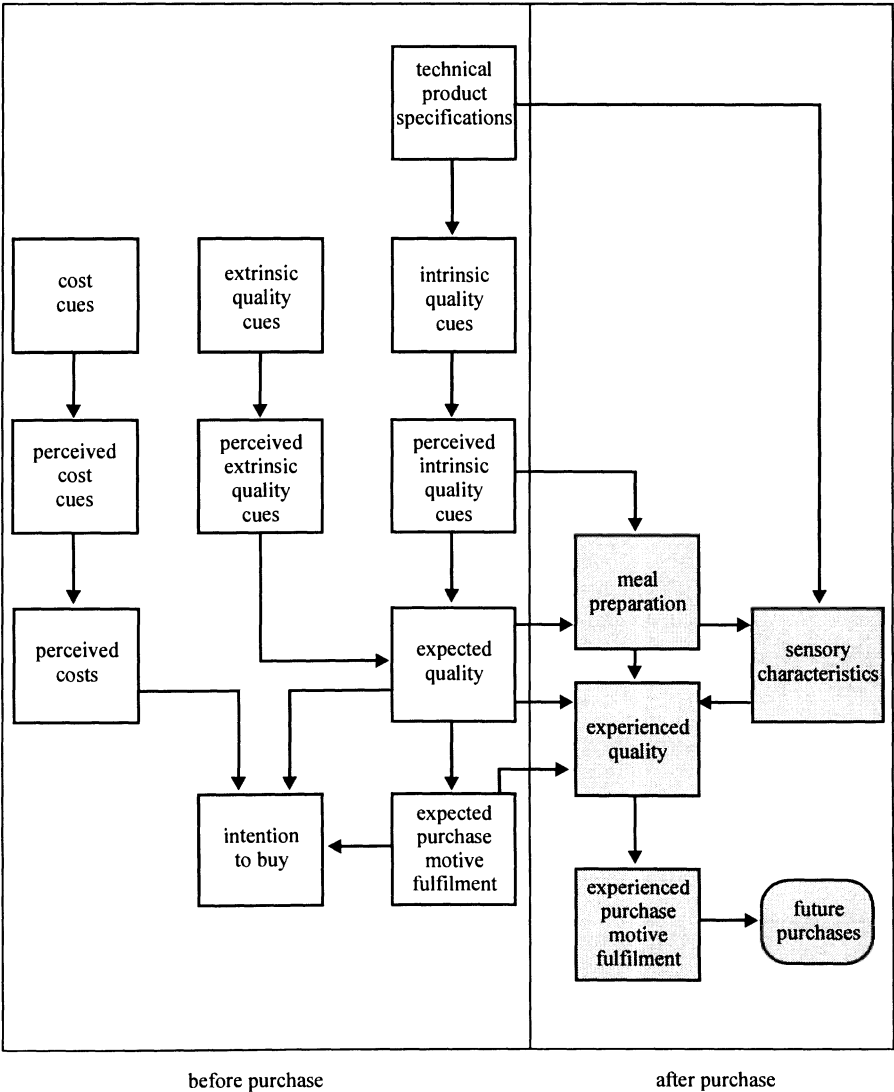 technical
product
specifications
cost
cues
extrinsic
quality
cues
intrinsic
quality
cues
perceived
cost
cues
perceived
extrinsic
quality
cues
perceived
intrinsic
quality
cues
meal
preparation
perceived
costs
expected
quality
sensory
characteristics
experienced
quality
intention
to buy
expected
purchase
motive
fulfilment
experienced
purchase
motive
fulfilment
future
purchases
before purchase
after purchase